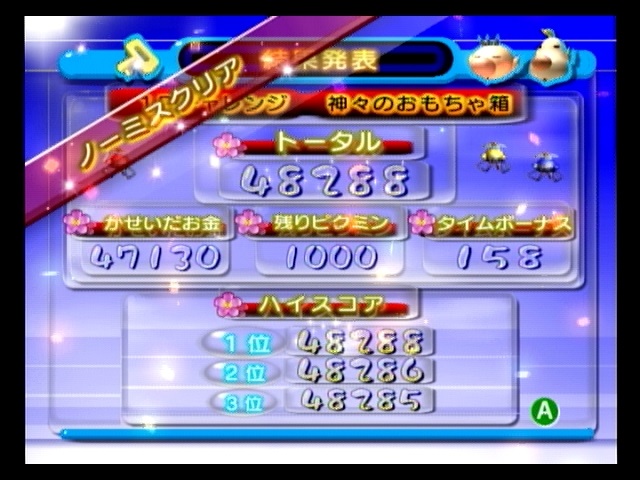 結果発表
ノーミスクリア
チャレンジ 神々のおもちゃ箱
トータル
48288
かせいだお金 残りピクミン タイムボーナス
47130 1000 158
ハイスコア
1位 48288
2位 48286
3位 48285
A